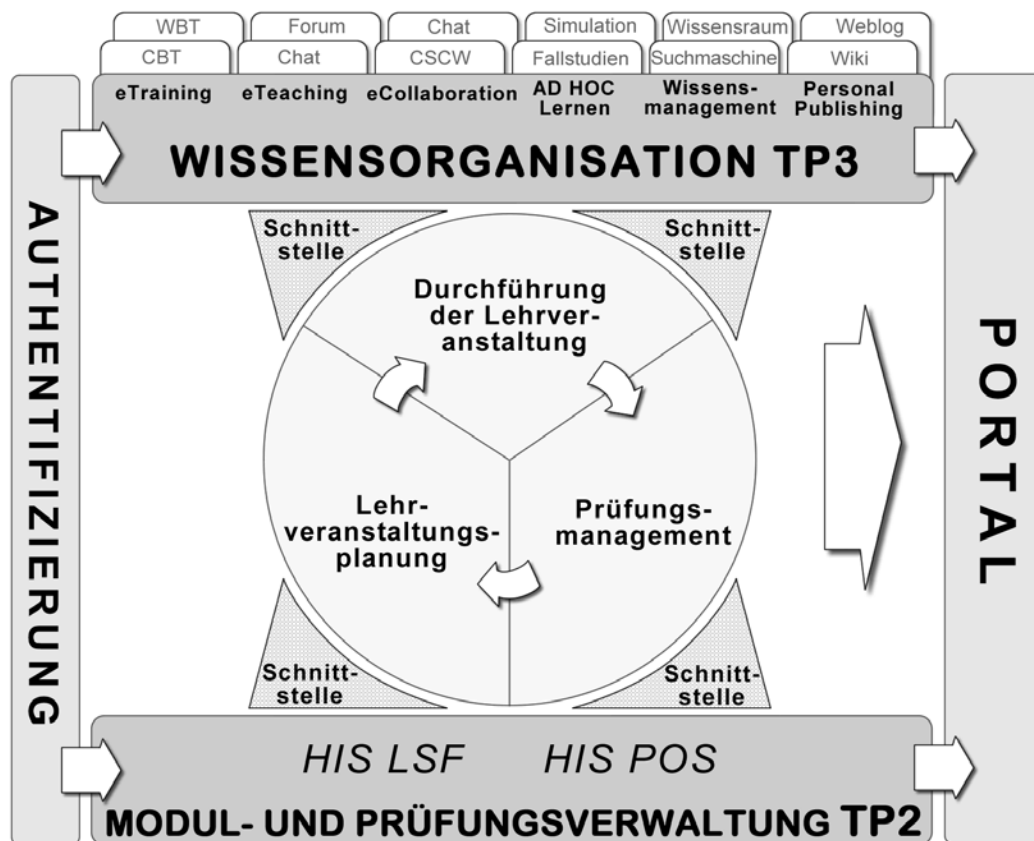 WBT Forum Chat Simulation Wissensraum Weblog
CBT Chat CSCW Fallstudien Suchmaschine Wiki
eTraining eTeaching eCollaboration AD HOC Wissens- Personal
Lernen management Publishing
WISSENSORGANISATION TP3
AUTHENTIFIZIERUNG
Schnitt-
stelle
Schnitt-
stelle
Durchführung
der Lehrver-
anstaltung
Lehr-
veranstaltungs-
planung
Prüfungs-
management
PORTAL
Schnitt-
stelle
Schnitt-
stelle
HIS LSF HIS POS
MODUL- UND PRÜFUNGSVERWALTUNG TP2